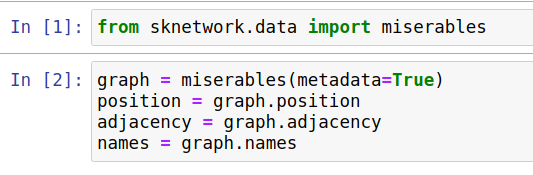 In [1]: from sknetwork.data import miserables
In [2]: graph = miserables(metadata=True)
position = graph.position
adjacency = graph.adjacency
names = graph.names